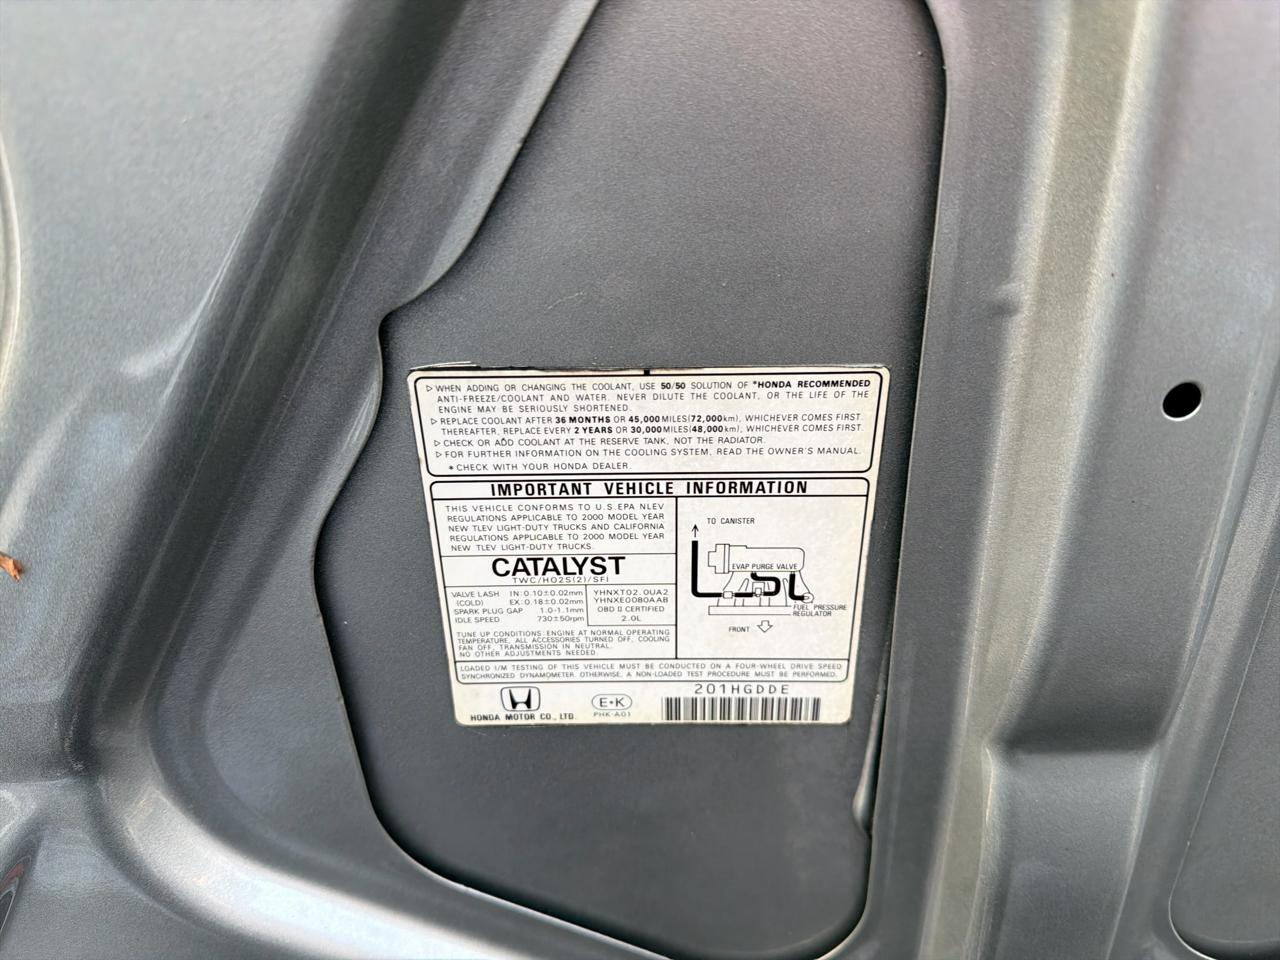 ▷ WHEN ADDING OR CHANGING THE COOLANT, USE 50/50 SOLUTION OF *HONDA RECOMMENDED
ANTI-FREEZE/COOLANT AND WATER. NEVER DILUTE THE COOLANT, OR THE LIFE OF THE
ENGINE MAY BE SERIOUSLY SHORTENED.
▷ REPLACE COOLANT AFTER 36 MONTHS OR 45,000 MILES(72,000km), WHICHEVER COMES FIRST.
THEREAFTER, REPLACE EVERY 2 YEARS OR 30,000 MILES(48,000km), WHICHEVER COMES FIRST.
▷ CHECK OR ADD COOLANT AT THE RESERVE TANK, NOT THE RADIATOR.
▷ FOR FURTHER INFORMATION ON THE COOLING SYSTEM, READ THE OWNER'S MANUAL.
* CHECK WITH YOUR HONDA DEALER.
IMPORTANT VEHICLE INFORMATION
THIS VEHICLE CONFORMS TO U.S.EPA NLEV
REGULATIONS APPLICABLE TO 2000 MODEL YEAR
NEW TLEV LIGHT-DUTY TRUCKS AND CALIFORNIA
REGULATIONS APPLICABLE TO 2000 MODEL YEAR
NEW TLEV LIGHT-DUTY TRUCKS.
CATALYST
TWC/HO2S(2)/SFI
VALVE LASH IN:0.10±0.02mm
(COLD) EX:0.18±0.02mm
SPARK PLUG GAP 1.0-1.1mm
IDLE SPEED 730±50rpm
YHNXT02.0UA2
YHNXE0080AAB
OBD II CERTIFIED
2.0L
TUNE UP CONDITIONS: ENGINE AT NORMAL OPERATING
TEMPERATURE, ALL ACCESSORIES TURNED OFF, COOLING
FAN OFF, TRANSMISSION IN NEUTRAL.
NO OTHER ADJUSTMENTS NEEDED.
TO CANISTER
EVAP PURGE VALVE
FUEL PRESSURE
REGULATOR
FRONT
LOADED I/M TESTING OF THIS VEHICLE MUST BE CONDUCTED ON A FOUR-WHEEL DRIVE SPEED
SYNCHRONIZED DYNAMOMETER. OTHERWISE, A NON-LOADED TEST PROCEDURE MUST BE PERFORMED.
HONDA MOTOR CO., LTD.
E•K
PHK-A01
201HGDDE